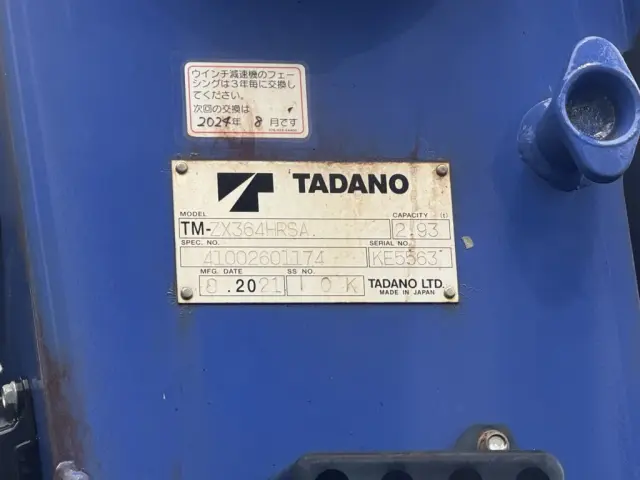 ウインチ減速機のフェー
シングは3年毎に交換し
てください。
次回の交換は
2024年 8月です
TADANO
MODEL
CAPACITY (t)
TM-ZX364HRSA.
2.93
SPEC. NO.
SERIAL NO.
41002601174
KE5563
MFG. DATE
SS NO.
8.2021
0 K
TADANO LTD.
MADE IN JAPAN